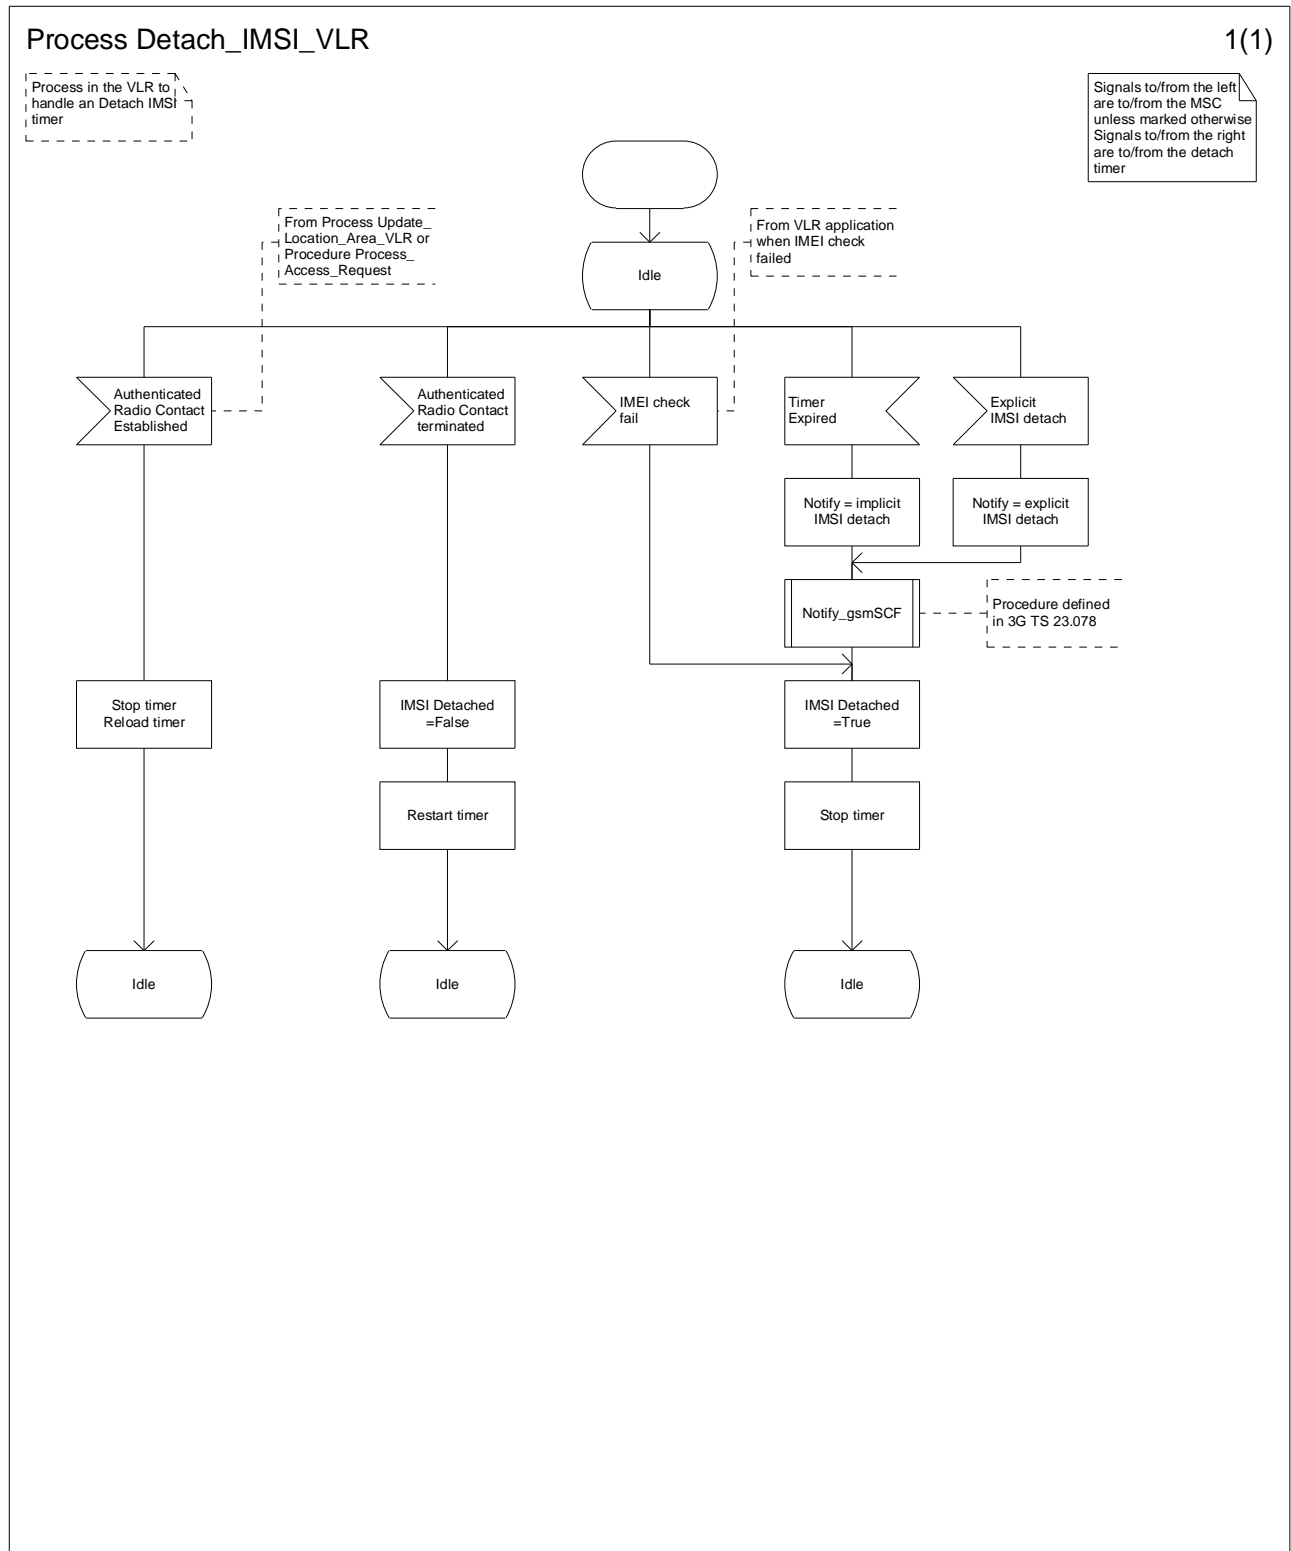 Process Detach_IMSI_VLR
1(1)
Process in the VLR to
handle an Detach IMSI
timer
Signals to/from the left
are to/from the MSC
unless marked otherwise
Signals to/from the right
are to/from the detach
timer
From Process Update_
Location_Area_VLR or
Procedure Process_
Access_Request
From VLR application
when IMEI check
failed
Idle
Authenticated
Radio Contact
Established
Authenticated
Radio Contact
terminated
IMEI check
fail
Timer
Expired
Explicit
IMSI detach
Notify = implicit
IMSI detach
Notify = explicit
IMSI detach
Notify_gsmSCF
Procedure defined
in 3G TS 23.078
Stop timer
Reload timer
IMSI Detached
=False
IMSI Detached
=True
Restart timer
Stop timer
Idle
Idle
Idle